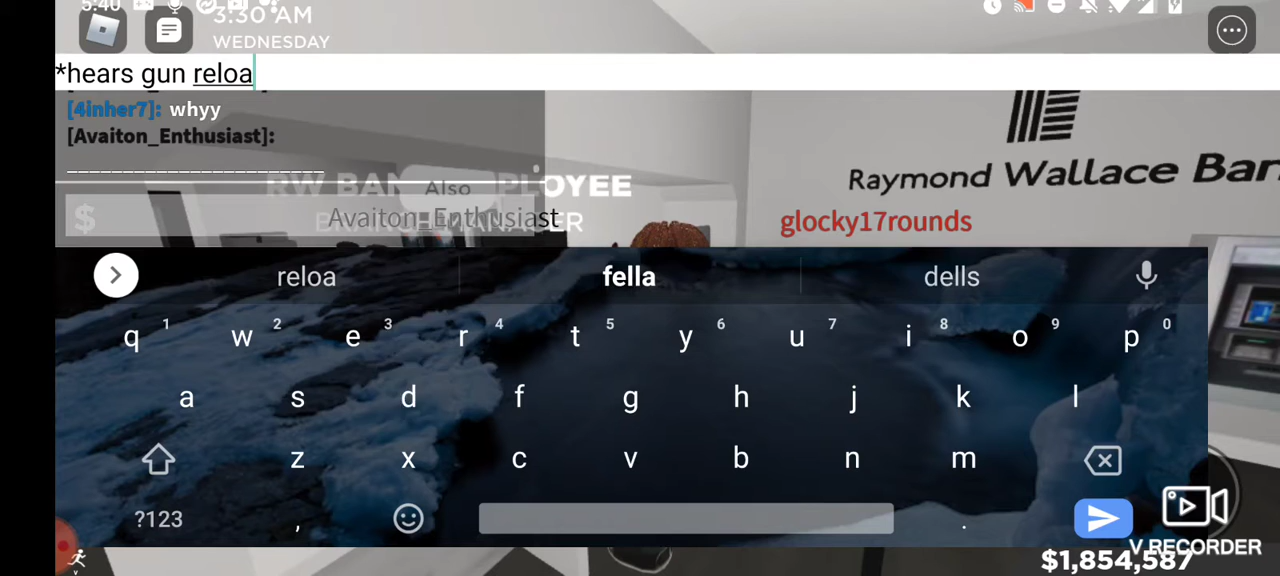 5:40
3:30 AM
WEDNESDAY
*hears gun reloa
[4inher7]: whyy
[Avaiton_Enthusiast]:
Also
Avaiton_Enthusiast
glocky17rounds
Raymond Wallace Ban
$
reloa fella dells
q 1 w 2 e 3 r 4 t 5 y 6 u 7 i 8 o 9 p 0
a s d f g h j k l
z x c v b n m
?123 , .
V RECORDER
$1,854,587